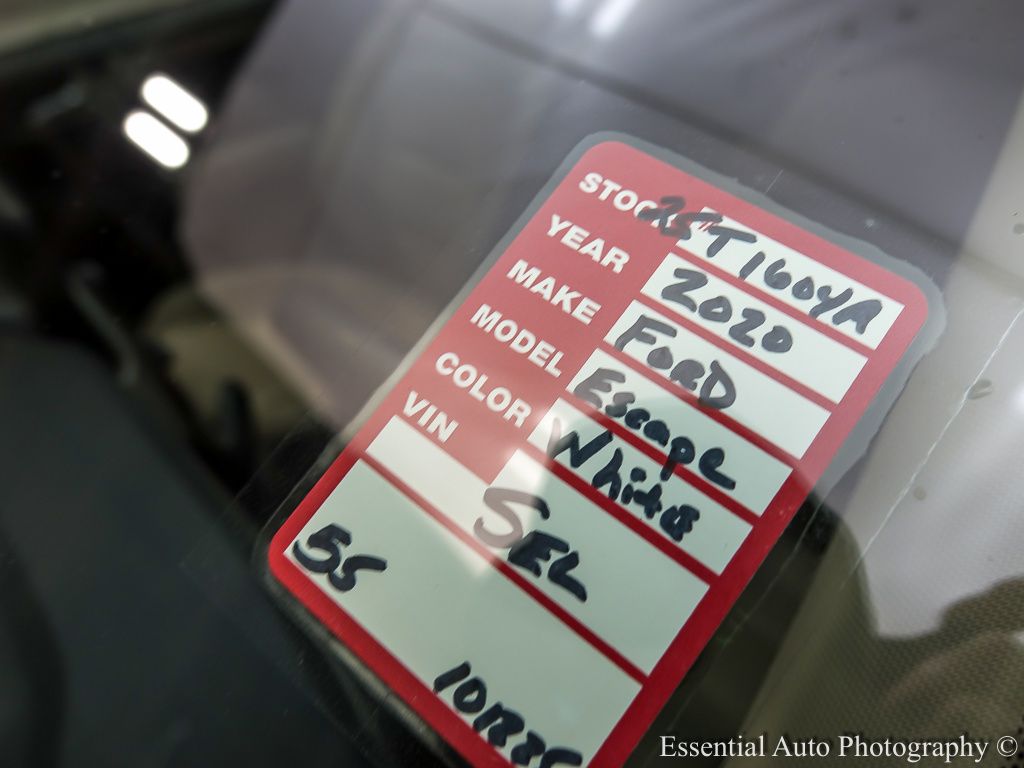 STOCK# 25T1604A
YEAR 2020
MAKE FORD
MODEL Escape
COLOR White
VIN SEL
55
Essential Auto Photography ©